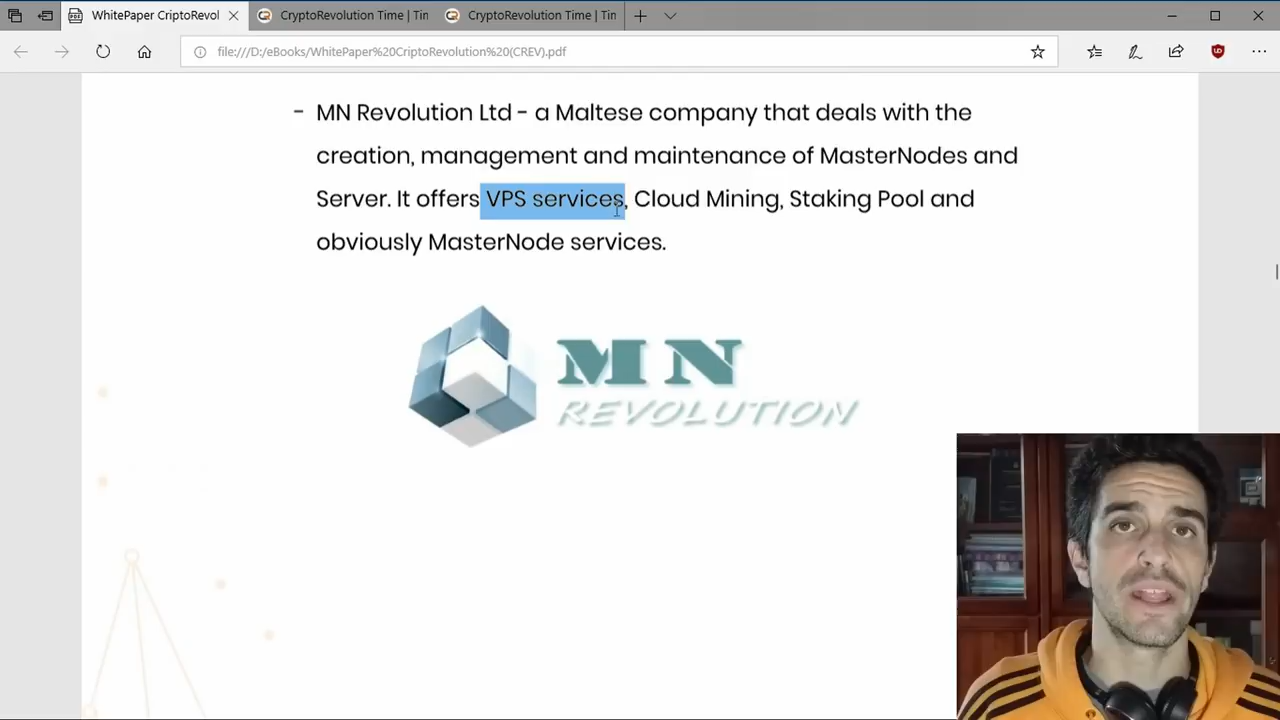 WhitePaper CriptoRevol
CryptoRevolution Time | Tin
CryptoRevolution Time | Tin
file:///D:/eBooks/WhitePaper%20CriptoRevolution%20(CREV).pdf
- MN Revolution Ltd - a Maltese company that deals with the
creation, management and maintenance of MasterNodes and
Server. It offers VPS services, Cloud Mining, Staking Pool and
obviously MasterNode services.
MN
REVOLUTION